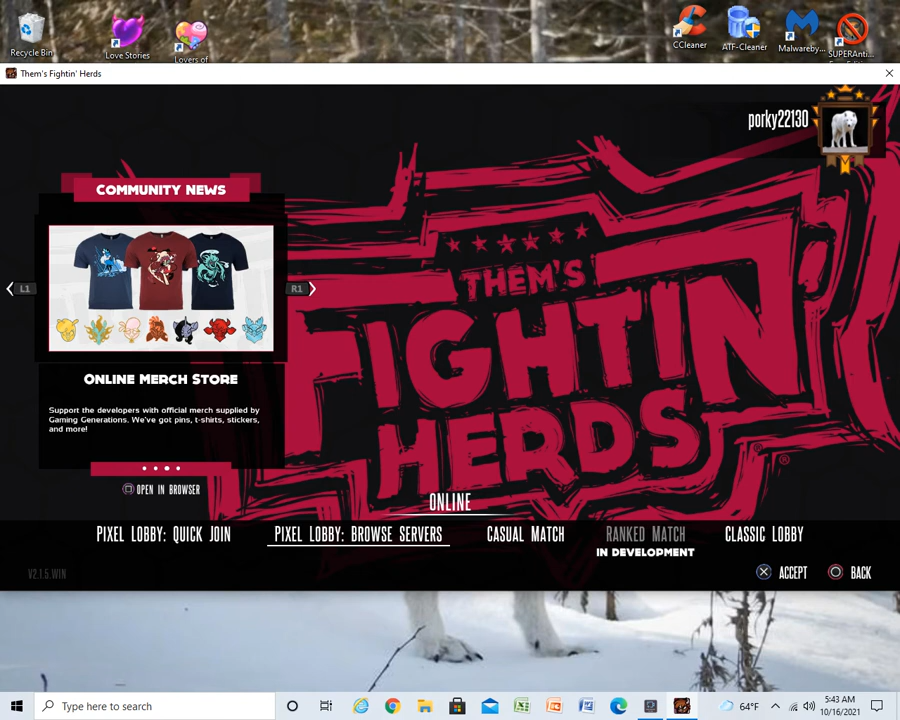 Recycle Bin
Love Stories
Lovers of
CCleaner
ATF-Cleaner
Malwareby...
SUPERAnti...
Them's Fightin' Herds
porky22130
COMMUNITY NEWS
L1
R1
ONLINE MERCH STORE
Support the developers with official merch supplied by
Gaming Generations. We've got pins, t-shirts, stickers,
and more!
OPEN IN BROWSER
THEM'S
FIGHTIN
HERDS
®
ONLINE
PIXEL LOBBY: QUICK JOIN
PIXEL LOBBY: BROWSE SERVERS
CASUAL MATCH
RANKED MATCH
IN DEVELOPMENT
CLASSIC LOBBY
V2.1.5.WIN
ACCEPT
BACK
Type here to search
64°F
5:43 AM
10/16/2021